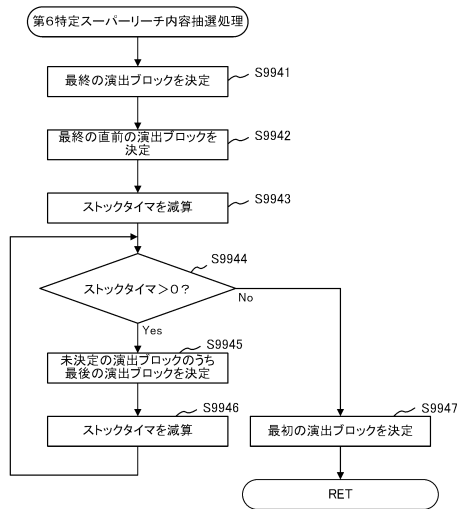 第6特定スーパーリーチ内容抽選処理
最終の演出ブロックを決定
S9941
最終の直前の演出ブロックを
決定
S9942
ストックタイマを減算
S9943
ストックタイマ＞0？
S9944
No
Yes
未決定の演出ブロックのうち
最後の演出ブロックを決定
S9945
ストックタイマを減算
S9946
最初の演出ブロックを決定
S9947
RET